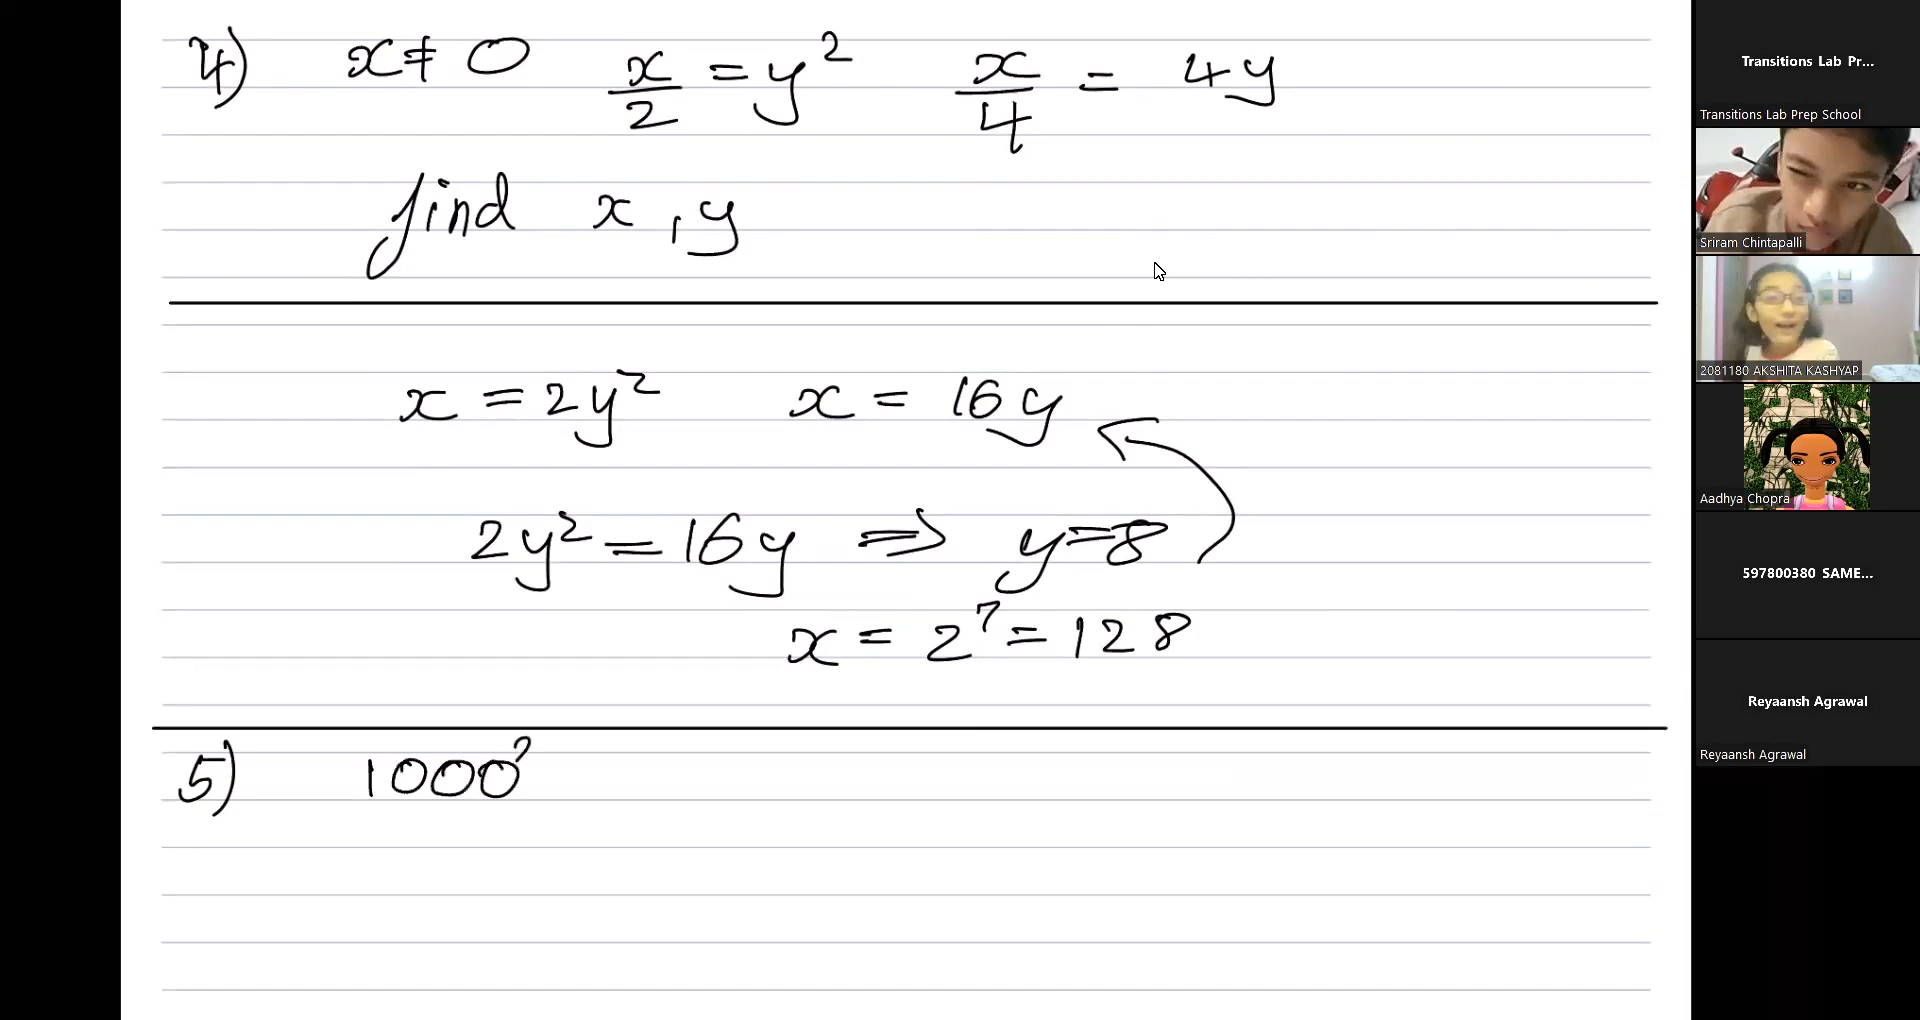 4) x ≠ 0 x/2 = y² x/4 = 4y
find x, y
x = 2y² x = 16y
2y² = 16y ⇒ y = 8
x = 2⁷ = 128
5) 1000?
Transitions Lab Pr...
Transitions Lab Prep School
Sriram Chintapalli
2081180 AKSHITA KASHYAP
Aadhya Chopra
597800380 SAME...
Reyaansh Agrawal
Reyaansh Agrawal